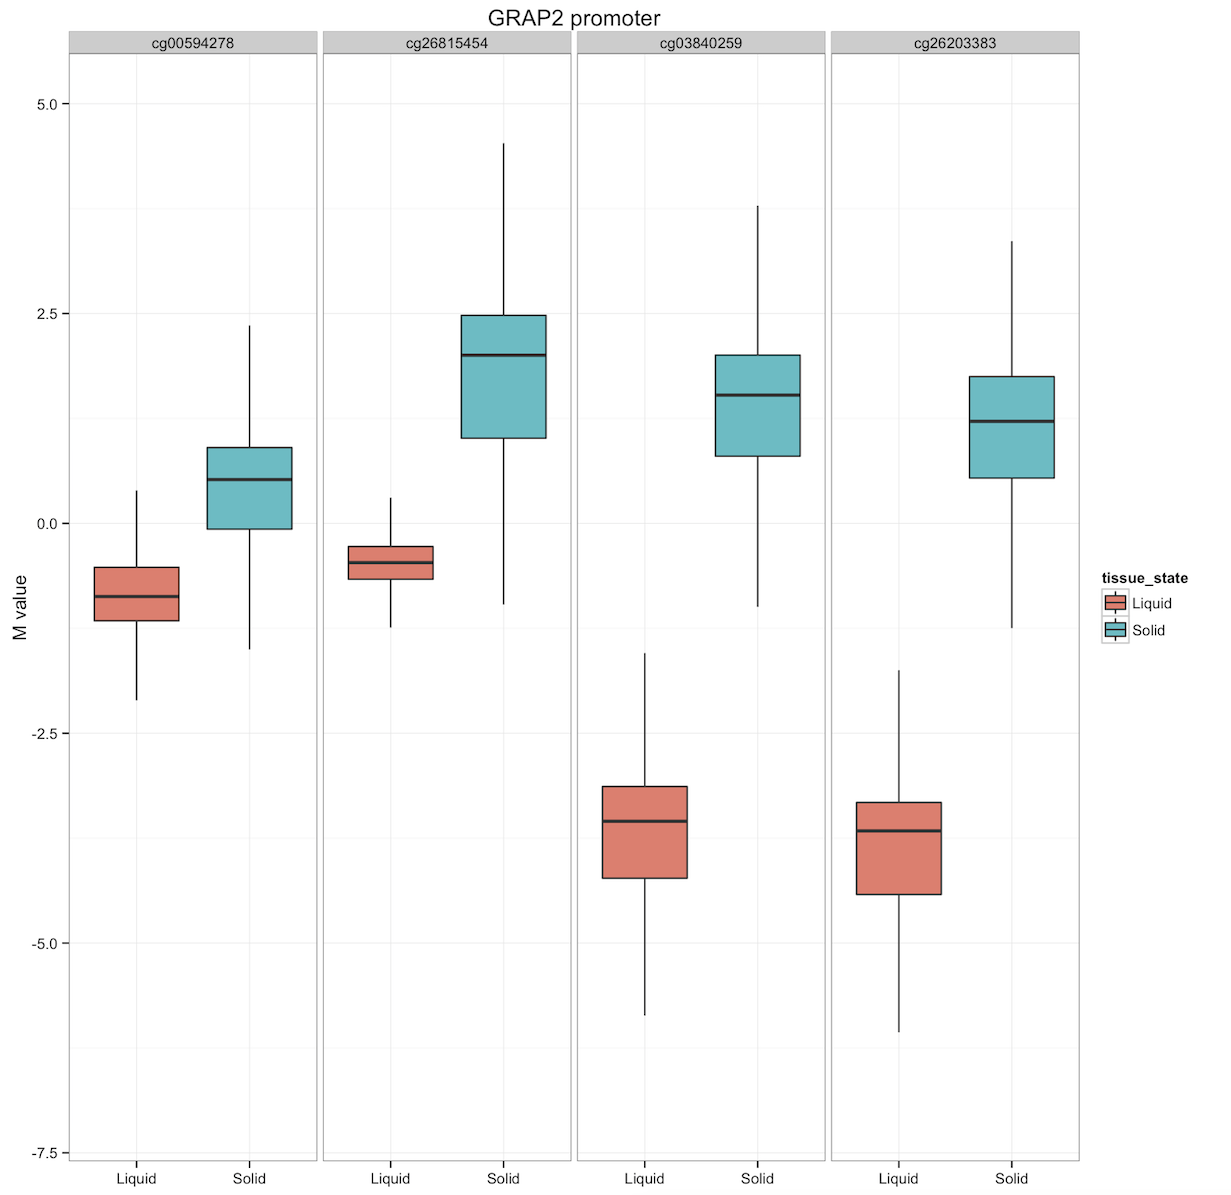 GRAP2 promoter
cg00594278 cg26815454 cg03840259 cg26203383
5.0
2.5
0.0
-2.5
-5.0
-7.5
M value
tissue_state
Liquid
Solid
Liquid Solid Liquid Solid Liquid Solid Liquid Solid